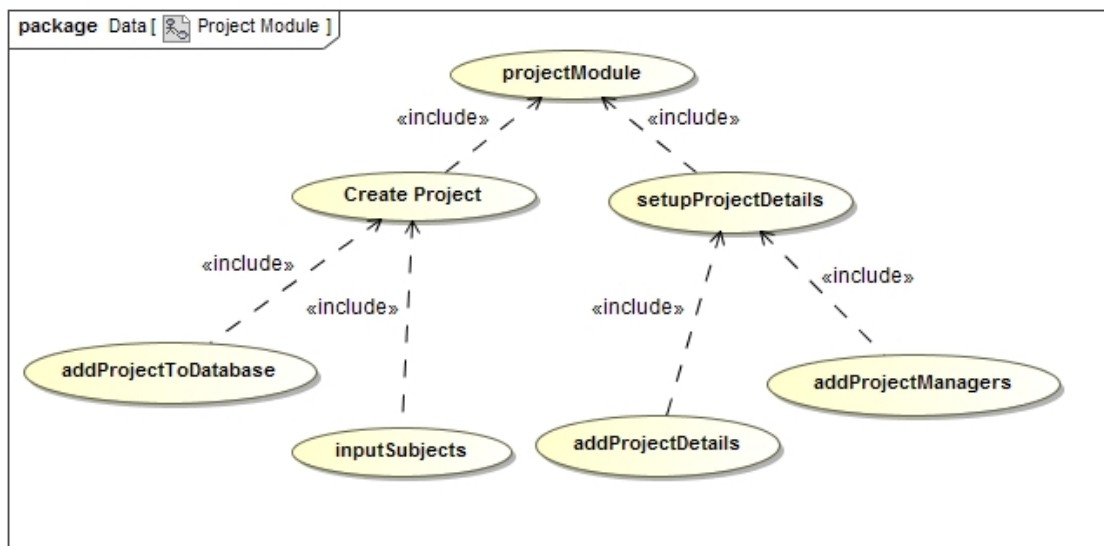 package Data [ Project Module ]
projectModule
«include» «include»
Create Project
setupProjectDetails
«include»
«include»
«include»
«include»
addProjectToDatabase
addProjectManagers
inputSubjects
addProjectDetails